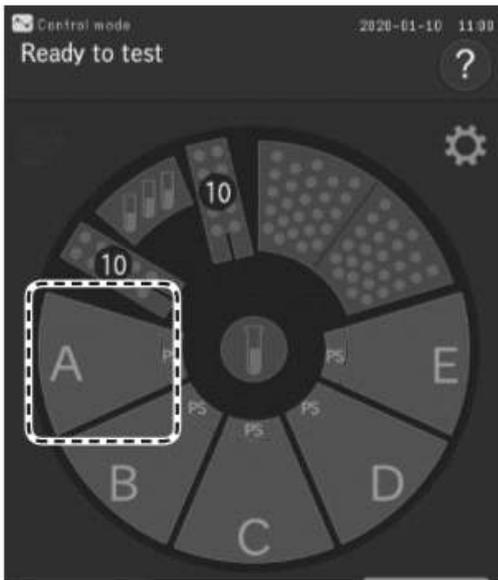 Control mode
2020-01-10 11:00
Ready to test
?
10
10
A
PS
E
PS
B
PS
PS
PS
D
C